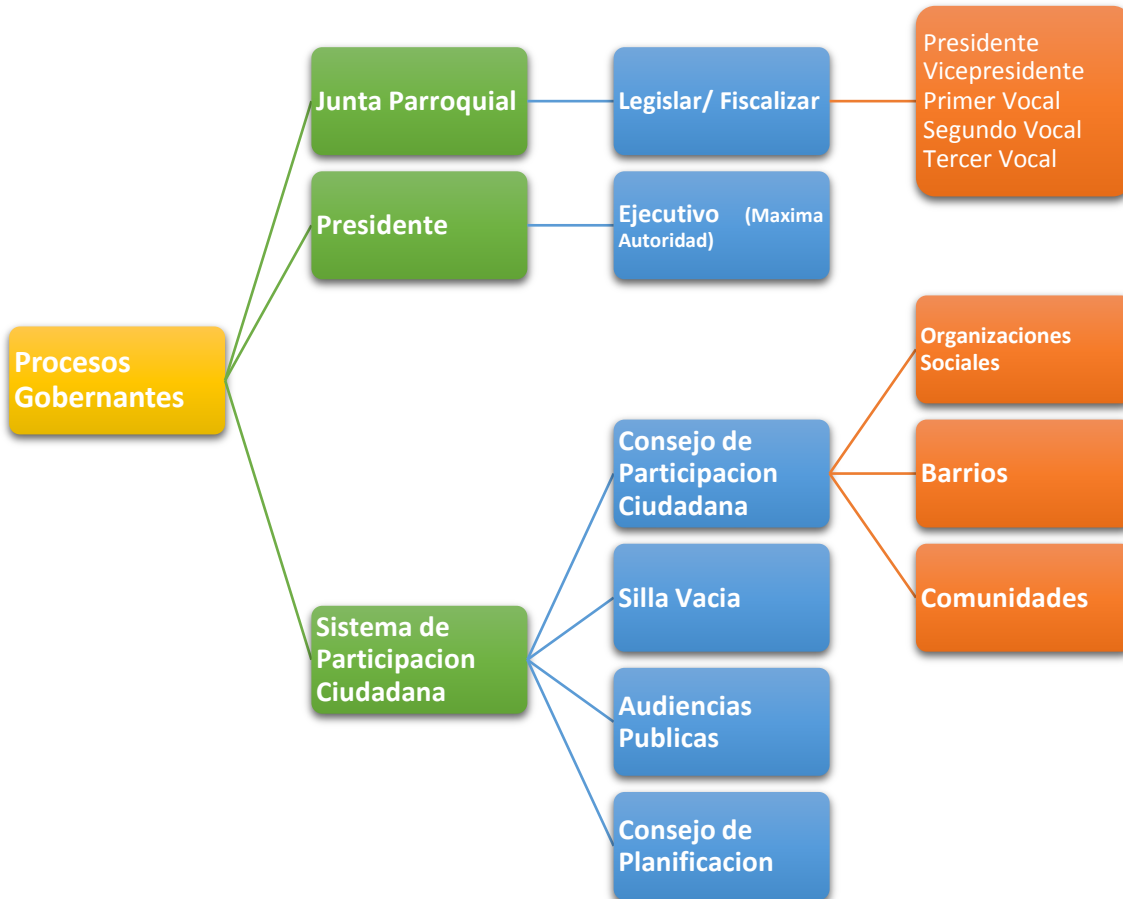 Procesos
Gobernantes
Junta Parroquial
Legislar/ Fiscalizar
Presidente
Vicepresidente
Primer Vocal
Segundo Vocal
Tercer Vocal
Presidente
Ejecutivo (Maxima
Autoridad)
Sistema de
Participacion
Ciudadana
Consejo de
Participacion
Ciudadana
Organizaciones
Sociales
Barrios
Comunidades
Silla Vacia
Audiencias
Publicas
Consejo de
Planificacion